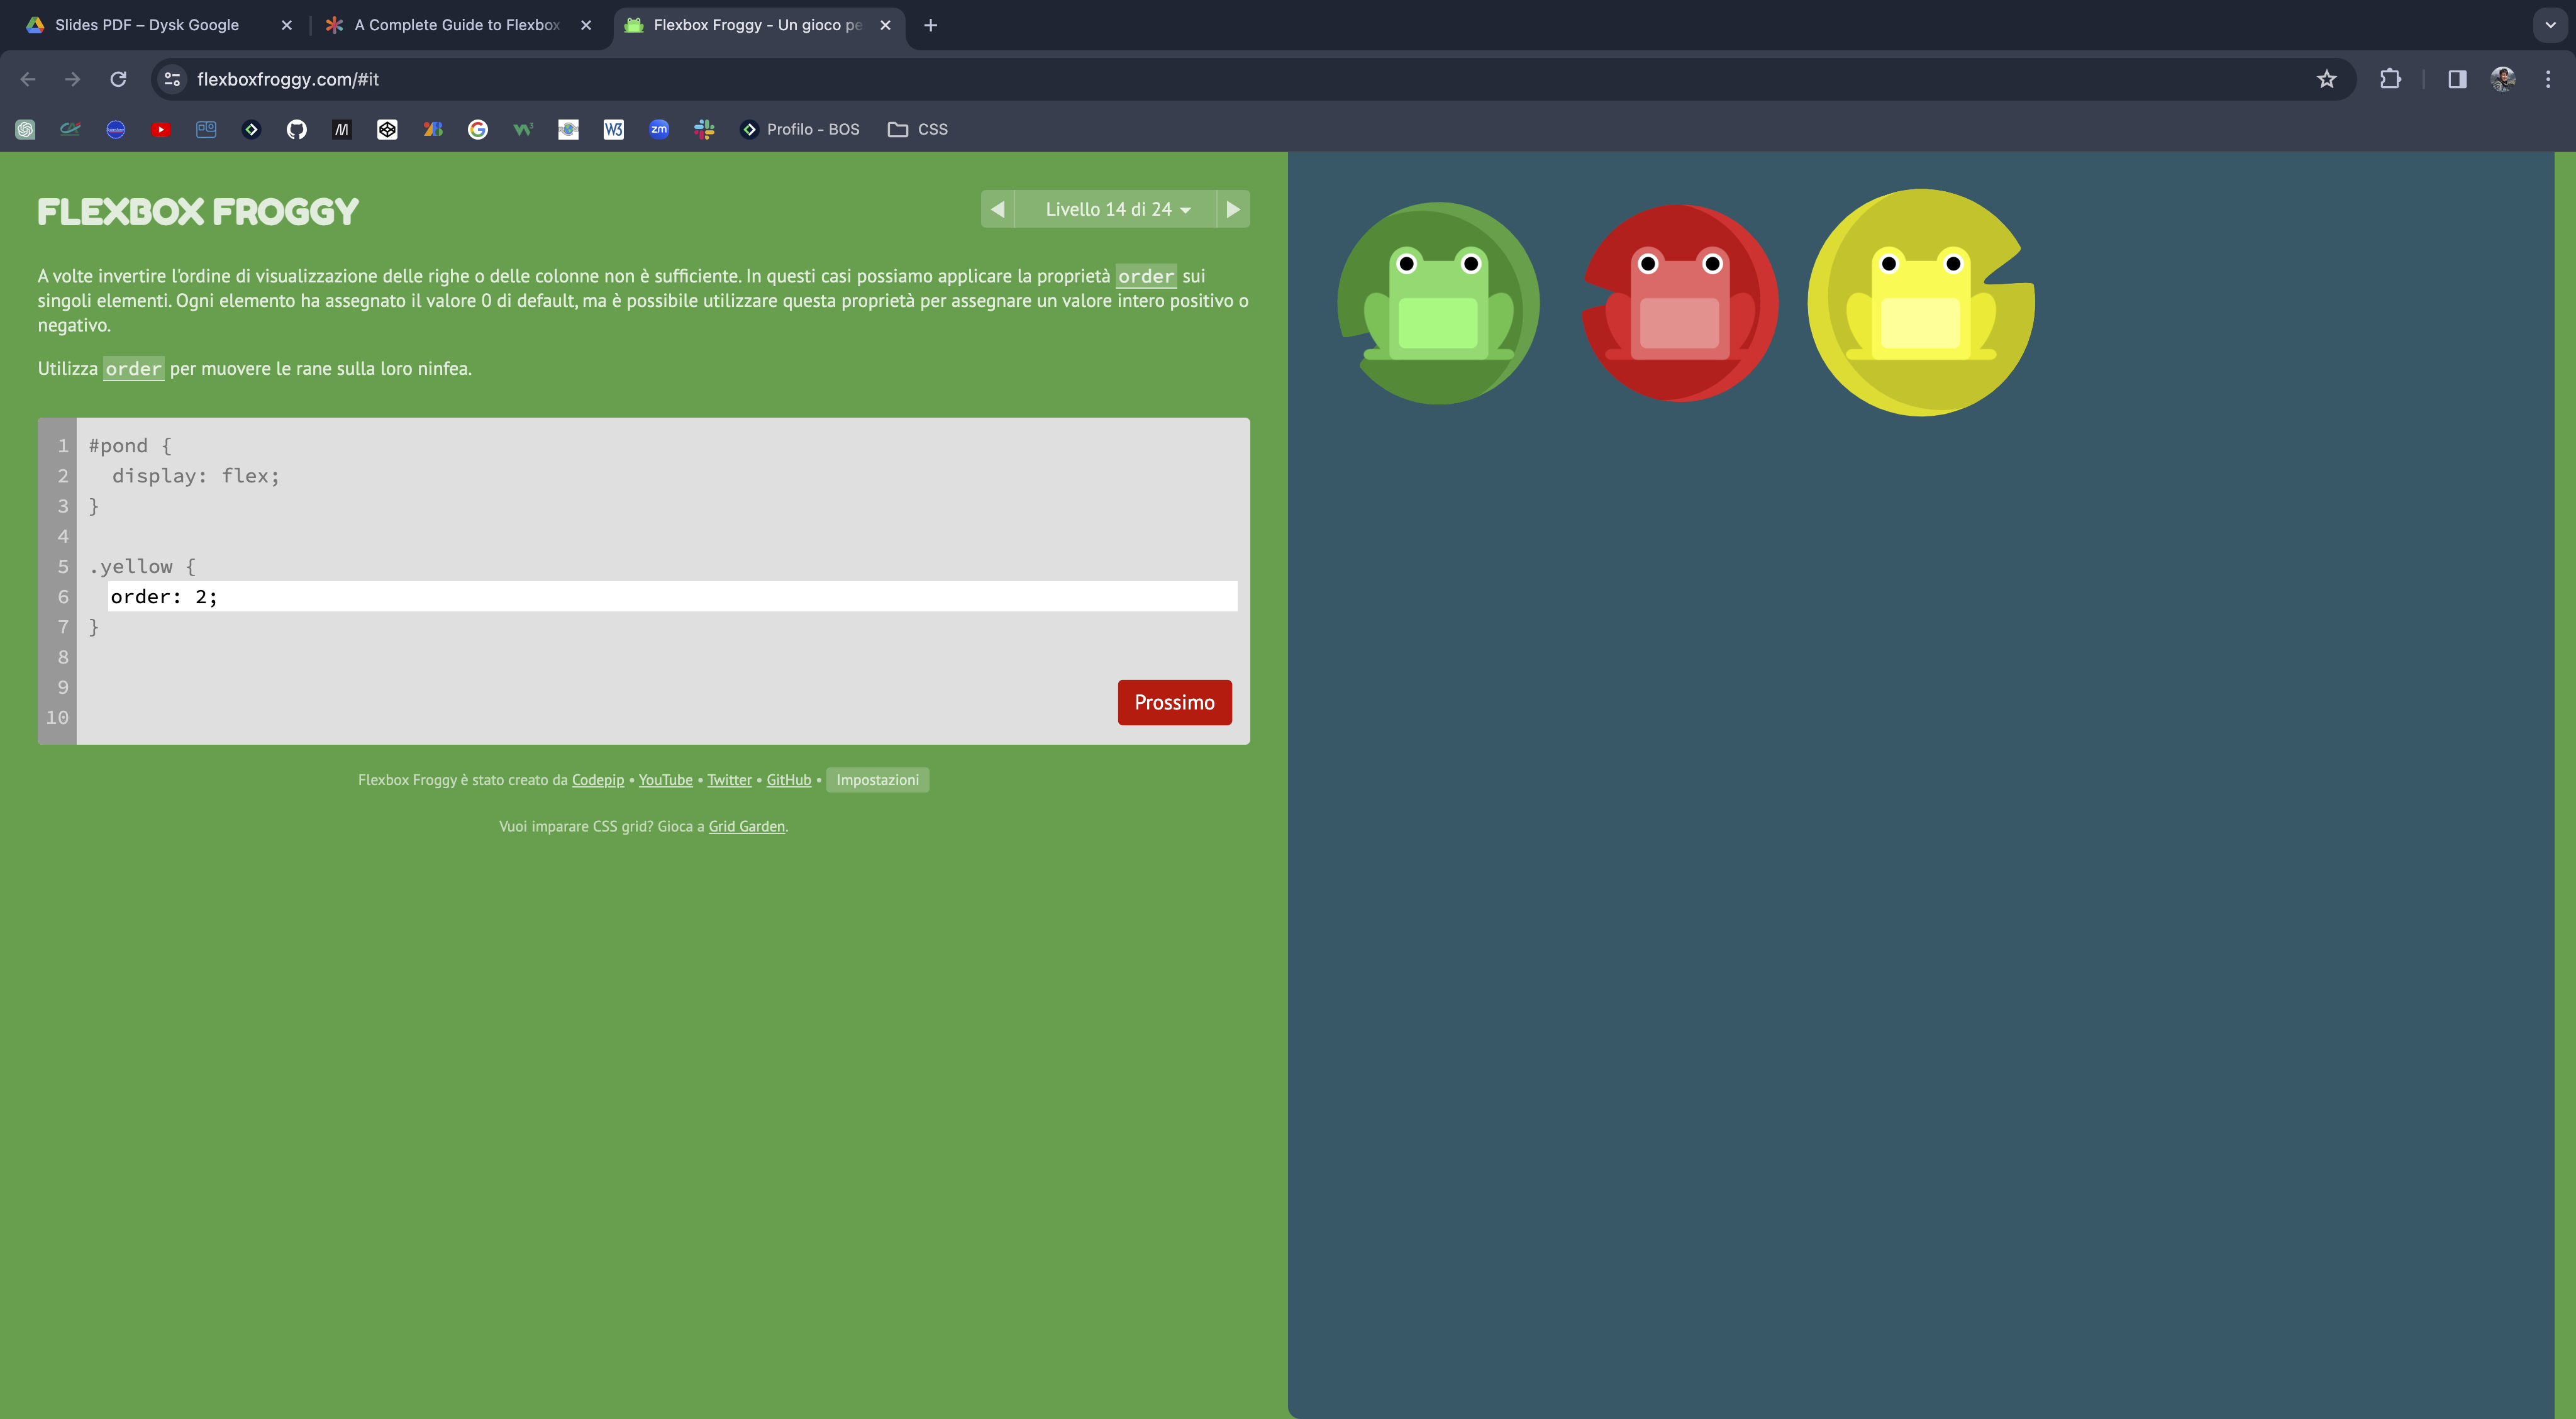 Slides PDF – Dysk Google
A Complete Guide to Flexbox
Flexbox Froggy - Un gioco pe
flexboxfroggy.com/#it
Profilo - BOS
CSS
FLEXBOX FROGGY
Livello 14 di 24
A volte invertire l'ordine di visualizzazione delle righe o delle colonne non è sufficiente. In questi casi possiamo applicare la proprietà order sui
singoli elementi. Ogni elemento ha assegnato il valore 0 di default, ma è possibile utilizzare questa proprietà per assegnare un valore intero positivo o
negativo.
Utilizza order per muovere le rane sulla loro ninfea.
1 #pond {
2 display: flex;
3 }
4
5 .yellow {
6 order: 2;
7 }
8
9
10
Prossimo
Flexbox Froggy è stato creato da Codepip • YouTube • Twitter • GitHub • Impostazioni
Vuoi imparare CSS grid? Gioca a Grid Garden.